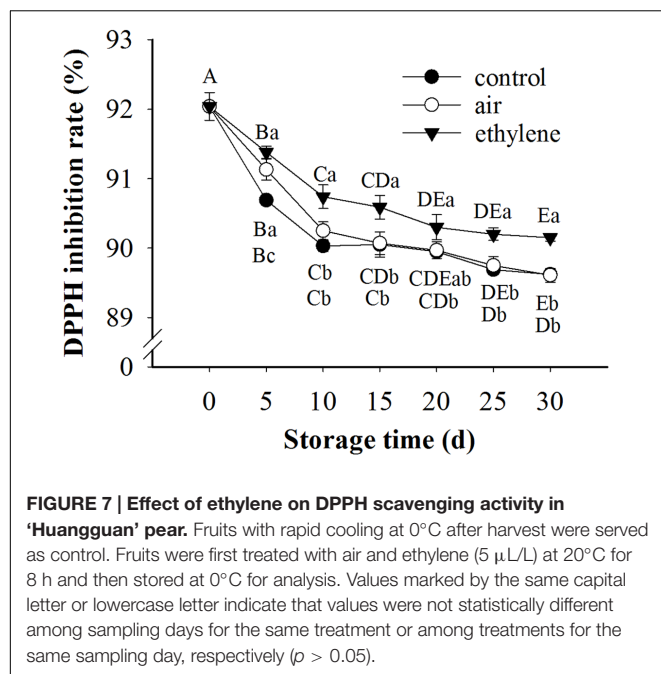 93
92
91
90
89
0
DPPH inhibition rate (%)
control
air
ethylene
A
Ba
Ca
CDa
DEa
DEa
Ea
Ba
Bc
Cb
Cb
CDb
Cb
CDEab
CDb
DEb
Db
Eb
Db
0 5 10 15 20 25 30
Storage time (d)
FIGURE 7 | Effect of ethylene on DPPH scavenging activity in
‘Huangguan’ pear. Fruits with rapid cooling at 0°C after harvest were served
as control. Fruits were first treated with air and ethylene (5 μL/L) at 20°C for
8 h and then stored at 0°C for analysis. Values marked by the same capital
letter or lowercase letter indicate that values were not statistically different
among sampling days for the same treatment or among treatments for the
same sampling day, respectively (p > 0.05).